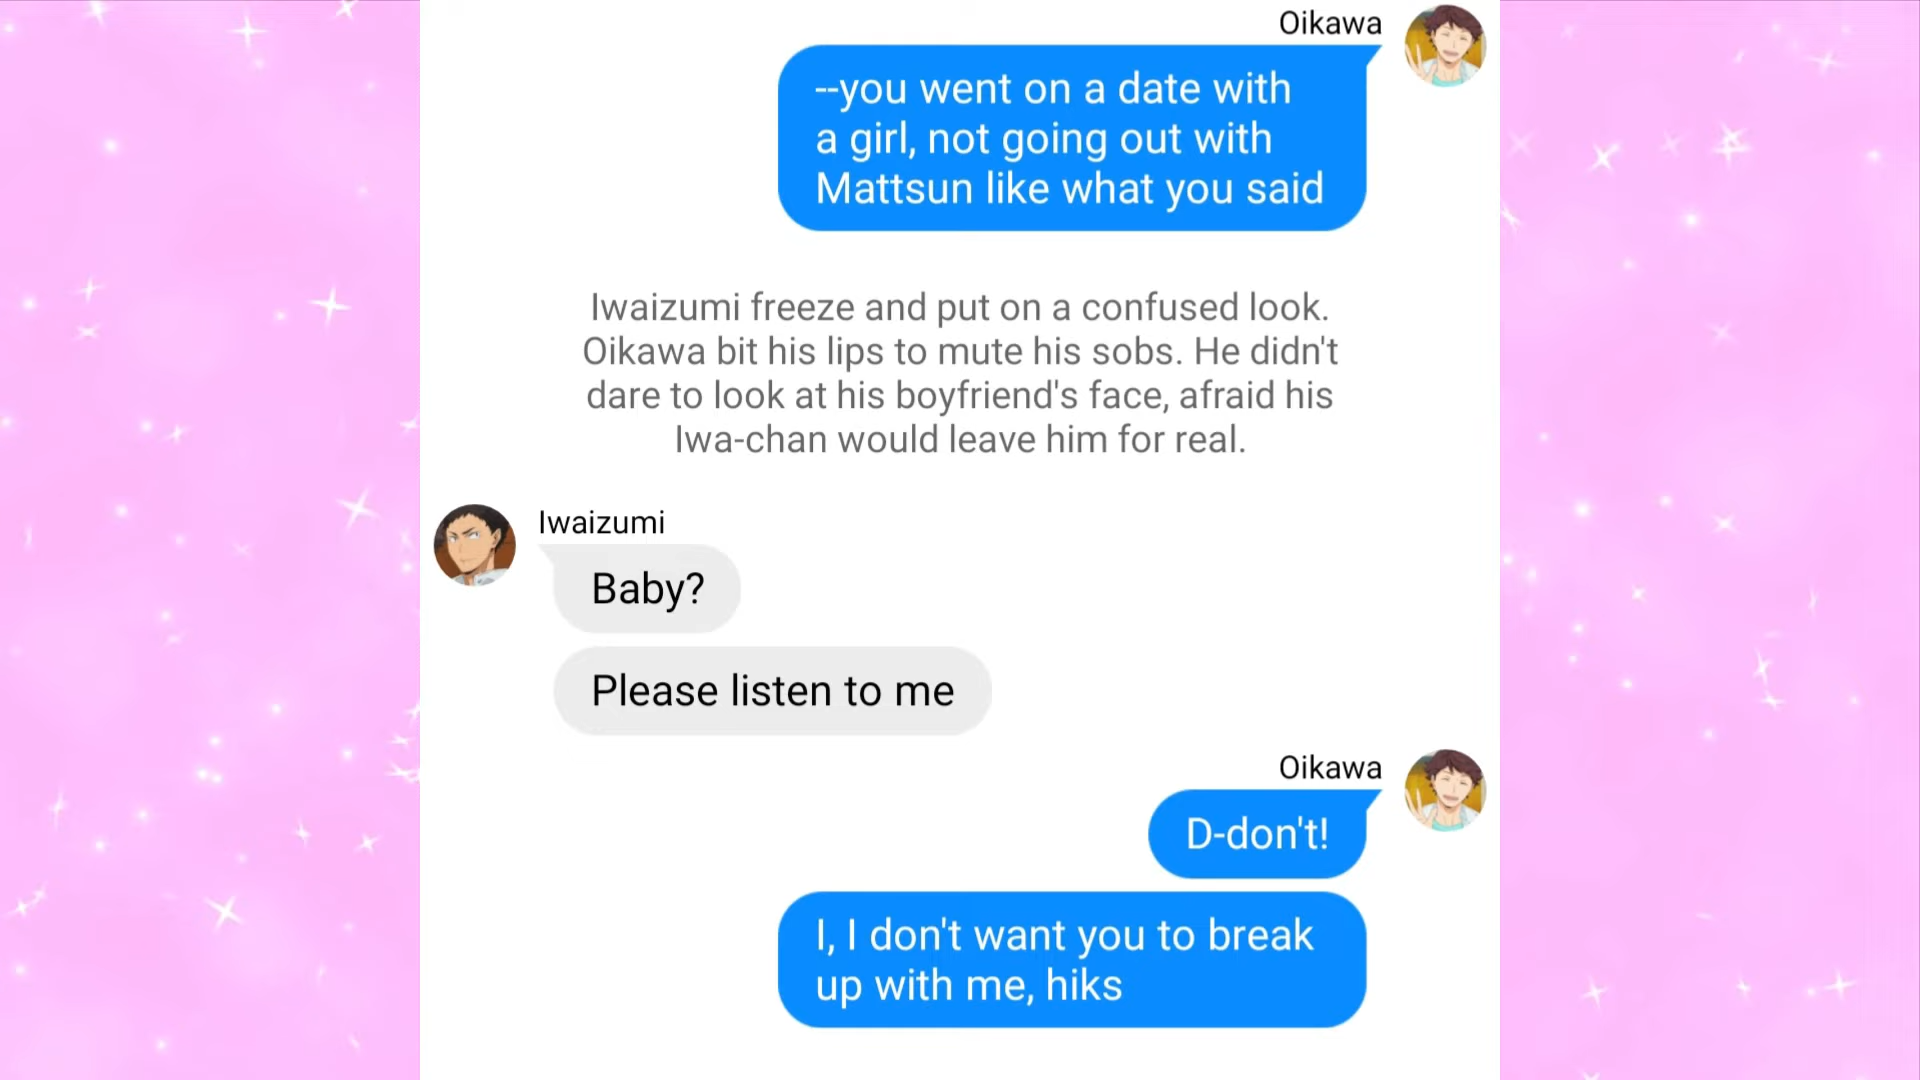 Oikawa
--you went on a date with
a girl, not going out with
Mattsun like what you said
Iwaizumi freeze and put on a confused look.
Oikawa bit his lips to mute his sobs. He didn't
dare to look at his boyfriend's face, afraid his
Iwa-chan would leave him for real.
Iwaizumi
Baby?
Please listen to me
Oikawa
D-don't!
I, I don't want you to break
up with me, hiks